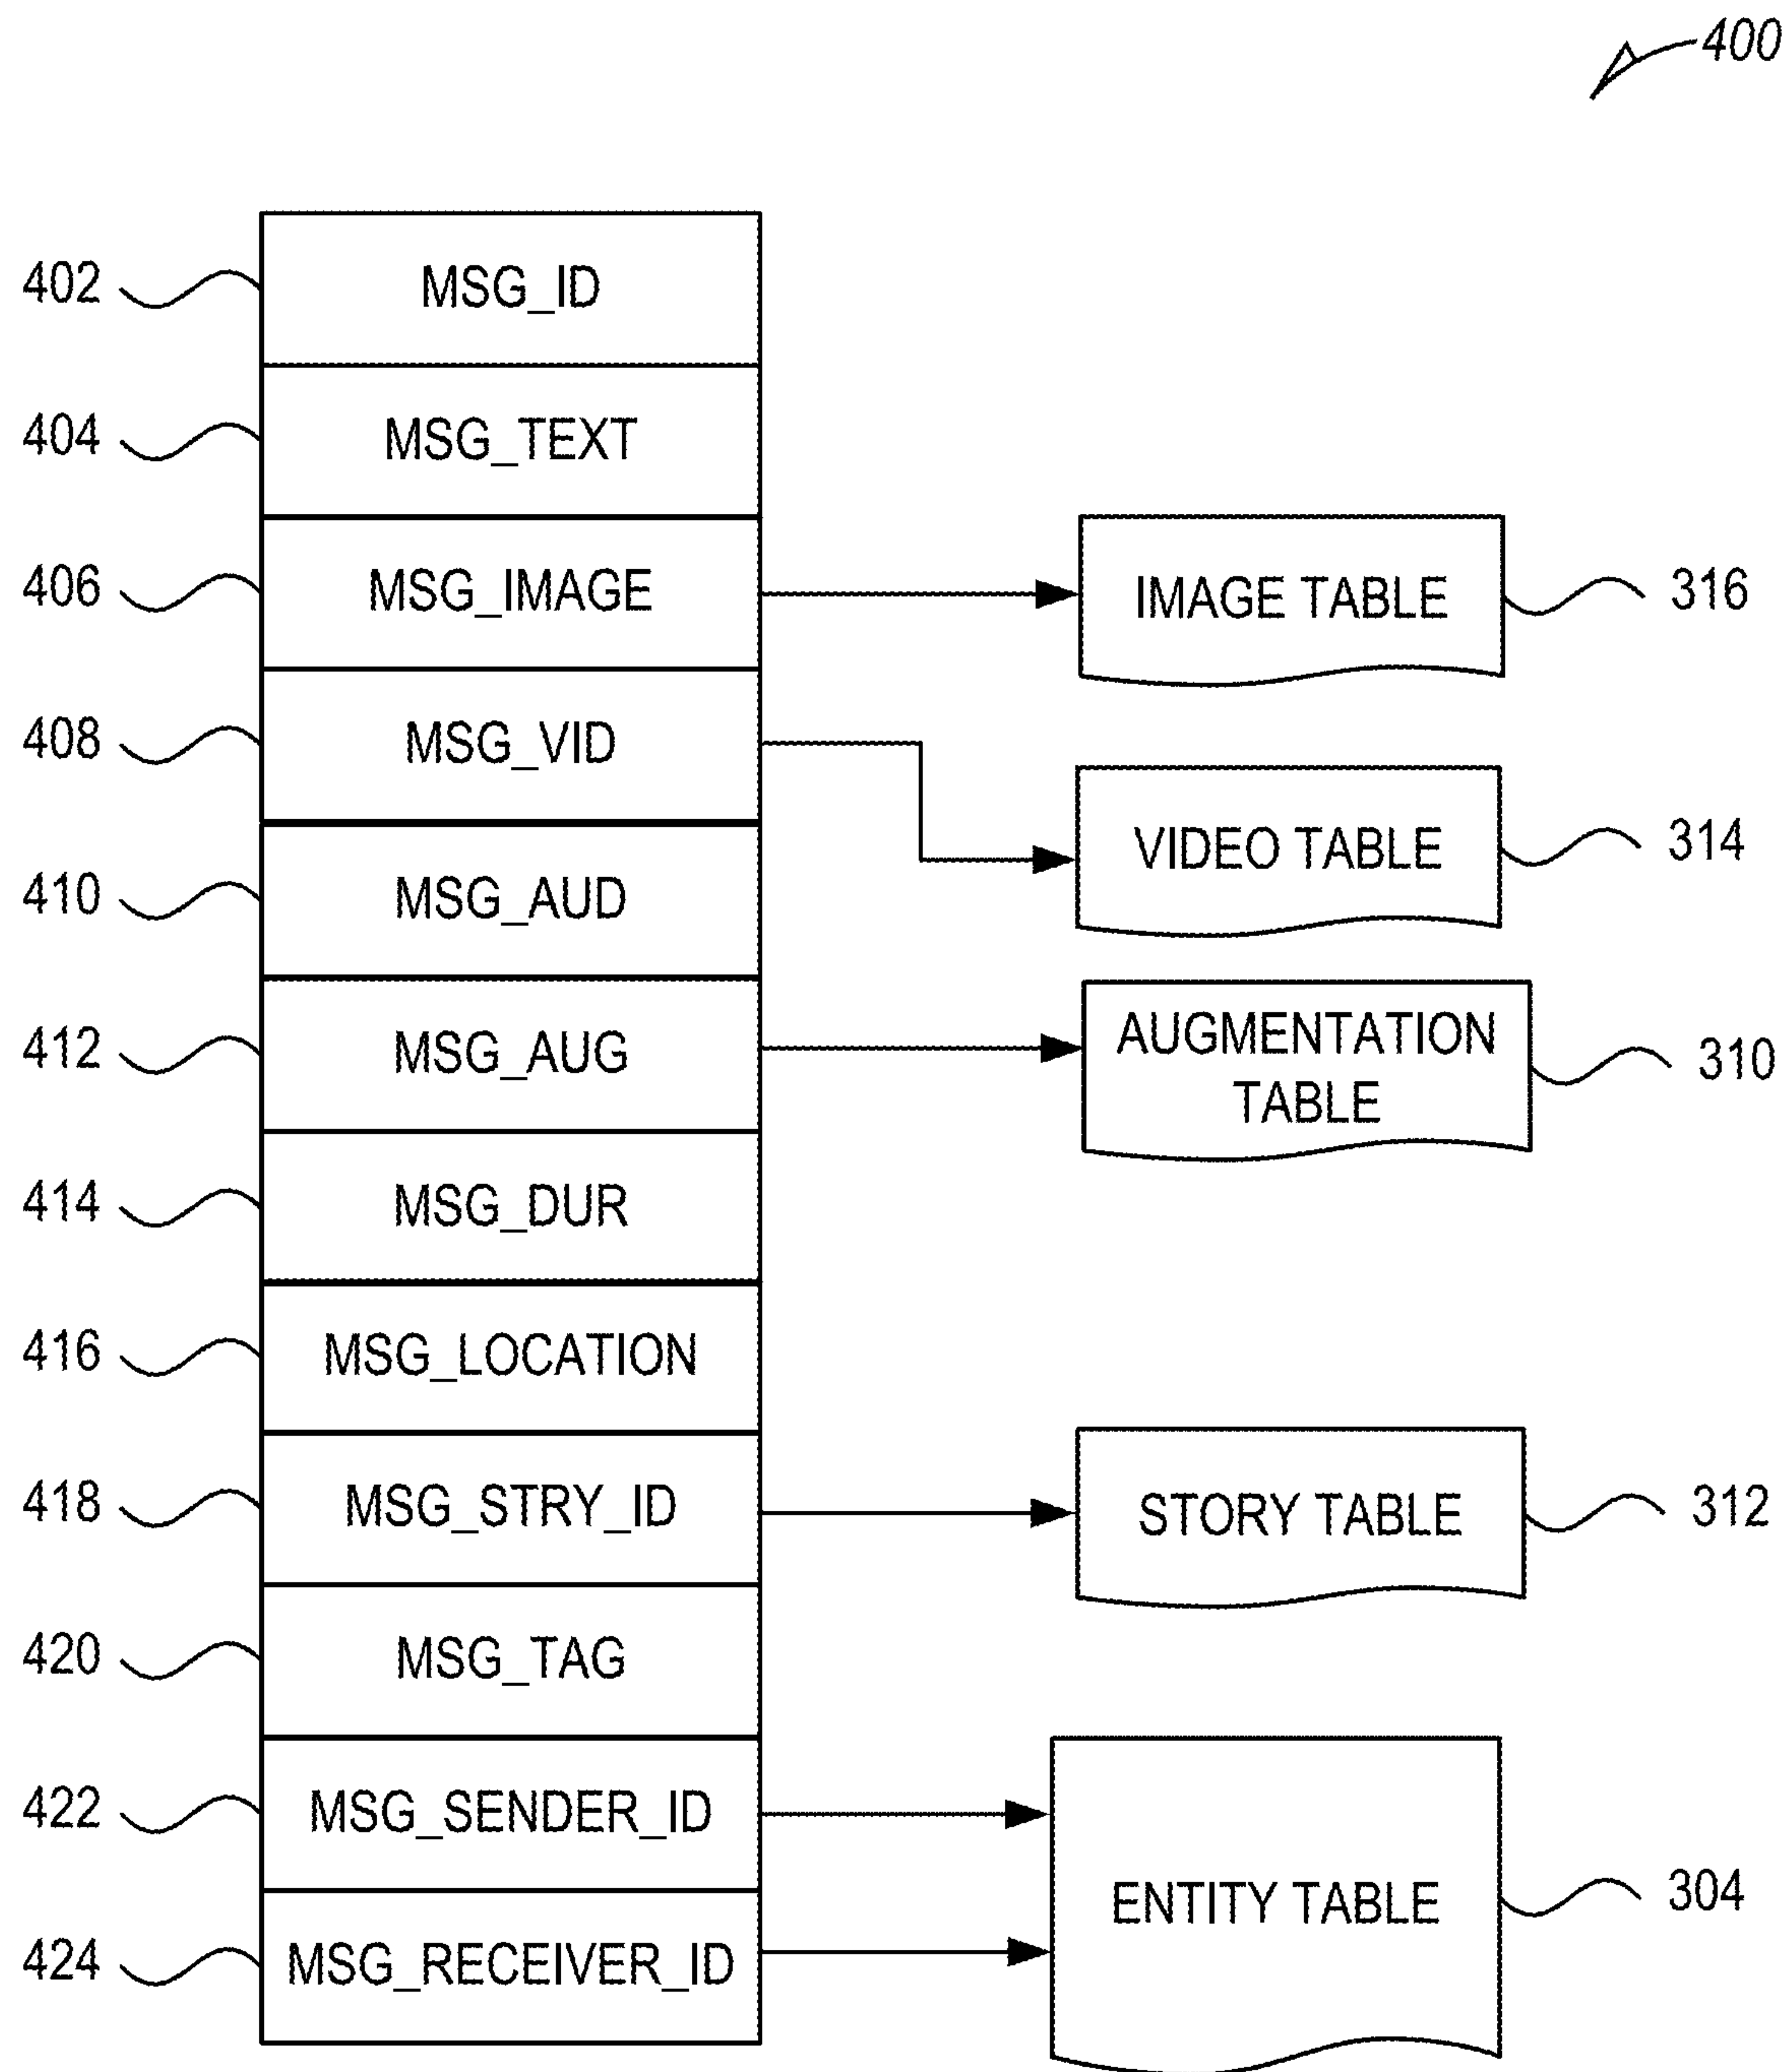 400
402 MSG_ID
404 MSG_TEXT
406 MSG_IMAGE IMAGE TABLE 316
408 MSG_VID
VIDEO TABLE 314
410 MSG_AUD
412 MSG_AUG AUGMENTATION
TABLE 310
414 MSG_DUR
416 MSG_LOCATION
418 MSG_STRY_ID STORY TABLE 312
420 MSG_TAG
422 MSG_SENDER_ID
ENTITY TABLE 304
424 MSG_RECEIVER_ID